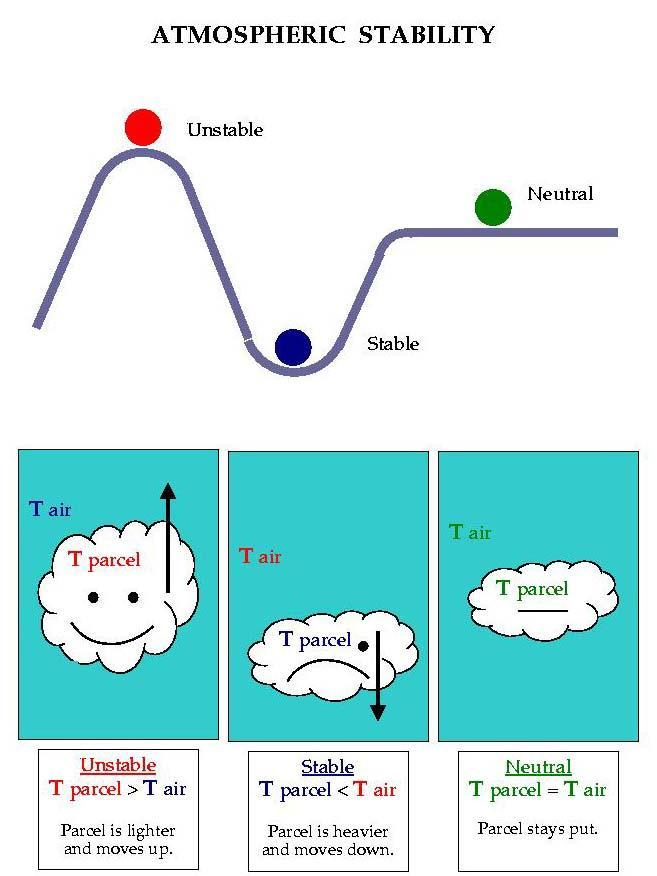 ATMOSPHERIC STABILITY
Unstable
Neutral
Stable
T air
T parcel
T air
T parcel
T air
T parcel
Unstable
T parcel > T air
Parcel is lighter
and moves up.
Stable
T parcel < T air
Parcel is heavier
and moves down.
Neutral
T parcel = T air
Parcel stays put.